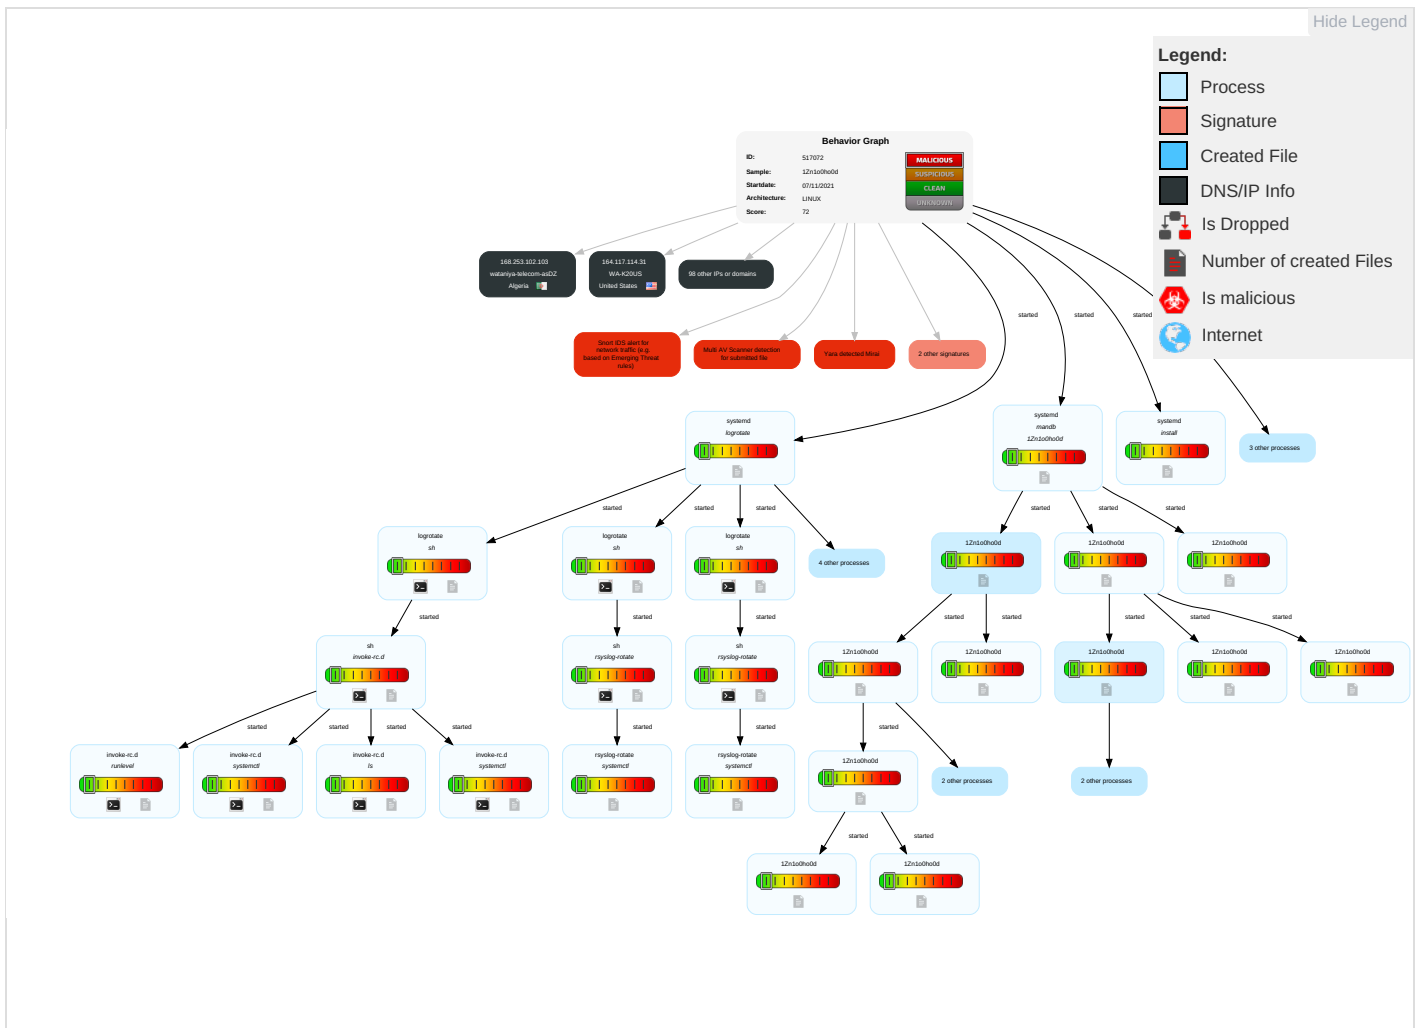 Hide Legend
Legend:
Process
Signature
Created File
DNS/IP Info
Is Dropped
Number of created Files
Is malicious
Internet
Behavior Graph
ID: 517072
Sample: 1Zn1o0ho0d
Startdate: 07/11/2021
Architecture: LINUX
Score: 72
MALICIOUS
SUSPICIOUS
CLEAN
UNKNOWN
168.253.102.103
wataniya-telecom-asDZ
Algeria
164.117.114.31
WA-K20US
United States
98 other IPs or domains
started
started
started
Snort IDS alert for
network traffic (e.g.
based on Emerging Threat
rules)
Multi AV Scanner detection
for submitted file
Yara detected Mirai
2 other signatures
systemd
logrotate
systemd
mandb
1Zn1o0ho0d
systemd
install
3 other processes
started
started
started
started
started
started
logrotate
sh
logrotate
sh
logrotate
sh
4 other processes
1Zn1o0ho0d
1Zn1o0ho0d
1Zn1o0ho0d
started
started
started
started
started
started
started
started
sh
invoke-rc.d
sh
rsyslog-rotate
sh
rsyslog-rotate
1Zn1o0ho0d
1Zn1o0ho0d
1Zn1o0ho0d
1Zn1o0ho0d
1Zn1o0ho0d
started
started
started
started
started
started
started
started
started
invoke-rc.d
runlevel
invoke-rc.d
systemctl
invoke-rc.d
ls
invoke-rc.d
systemctl
rsyslog-rotate
systemctl
rsyslog-rotate
systemctl
1Zn1o0ho0d
2 other processes
2 other processes
started
started
1Zn1o0ho0d
1Zn1o0ho0d